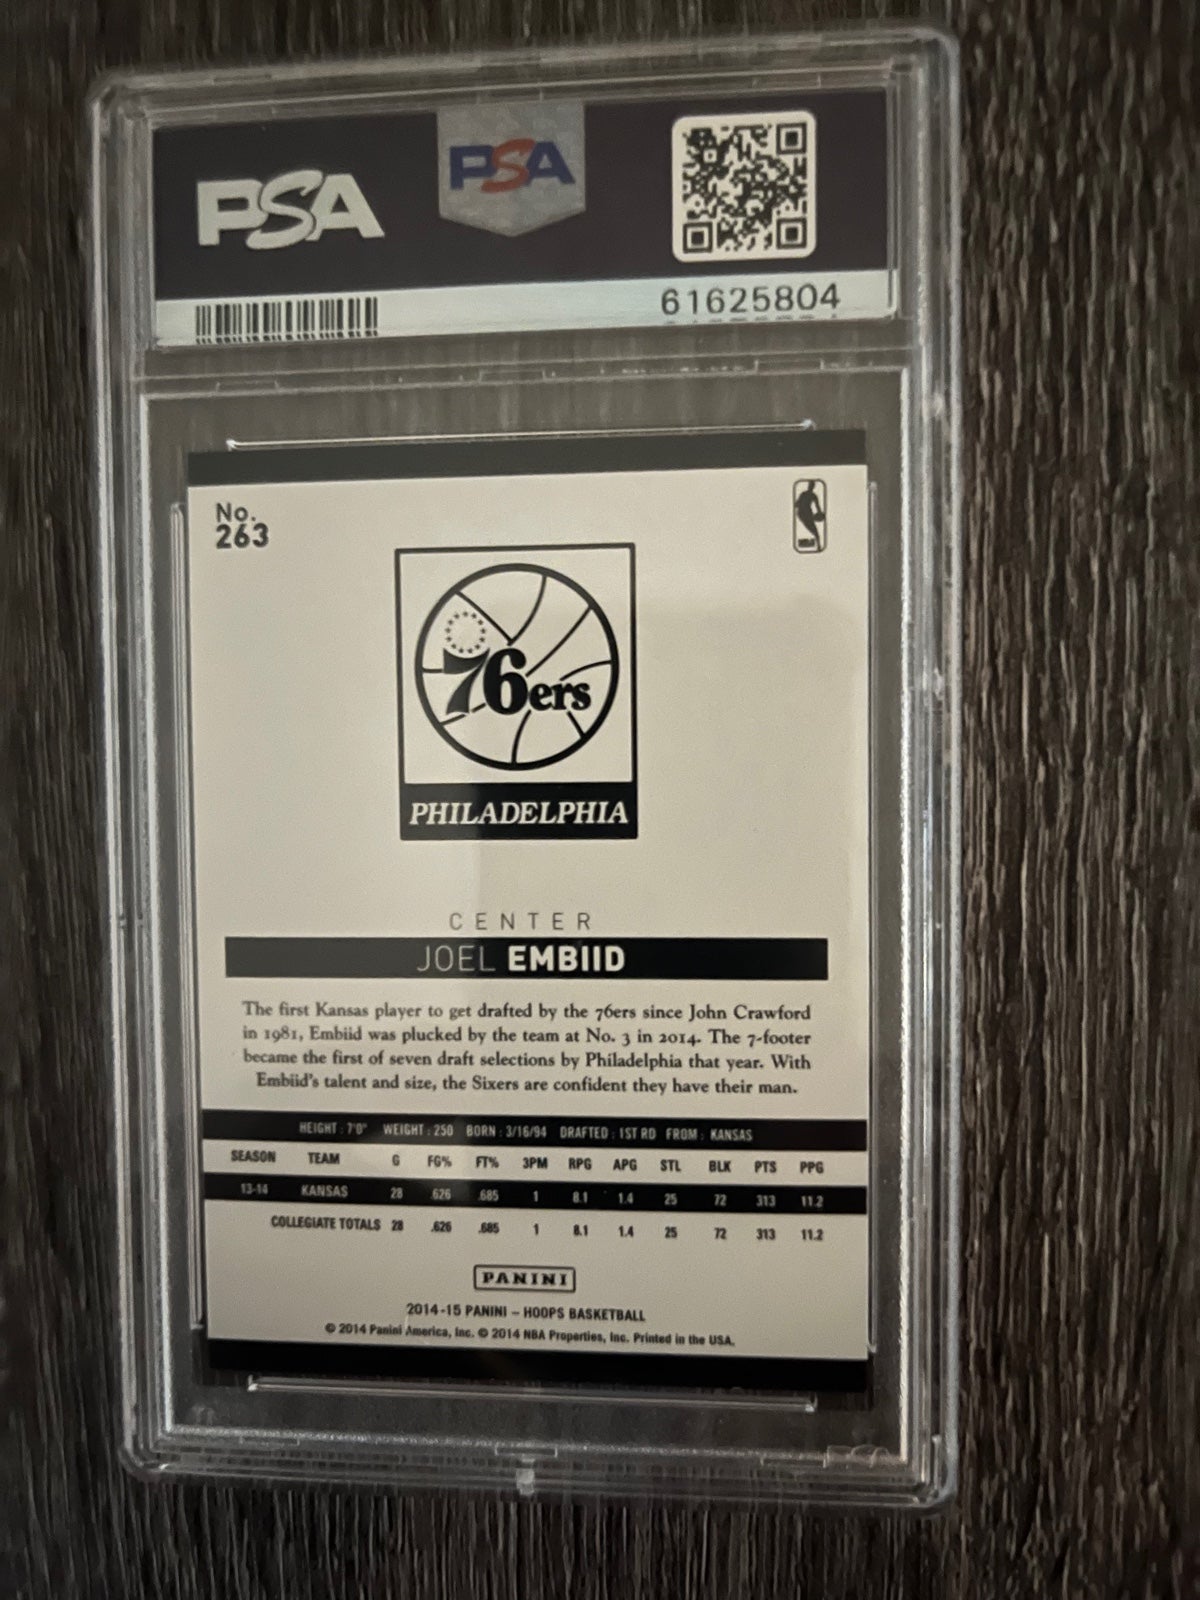 PSA
PSA
61625804
No.
263
NBA
76ers
PHILADELPHIA
CENTER
JOEL EMBIID
The first Kansas player to get drafted by the 76ers since John Crawford
in 1981, Embiid was plucked by the team at No. 3 in 2014. The 7-footer
became the first of seven draft selections by Philadelphia that year. With
Embiid's talent and size, the Sixers are confident they have their man.
HEIGHT : 7'0" WEIGHT : 250 BORN : 3/16/94 DRAFTED : 1ST RD FROM : KANSAS
SEASON TEAM G FG% FT% 3PM RPG APG STL BLK PTS PPG
13-14 KANSAS 28 .626 .685 1 8.1 1.4 25 72 313 11.2
COLLEGIATE TOTALS 28 .626 .685 1 8.1 1.4 25 72 313 11.2
PANINI
2014-15 PANINI – HOOPS BASKETBALL
© 2014 Panini America, Inc. © 2014 NBA Properties, Inc. Printed in the USA.